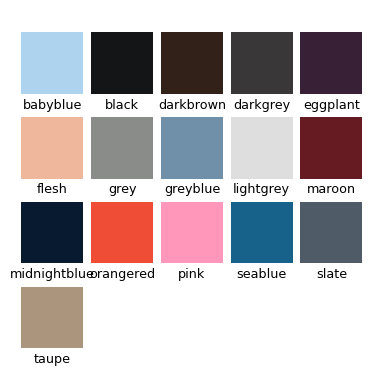 babyblue black darkbrown darkgrey eggplant
flesh grey greyblue lightgrey maroon
midnightblue orangered pink seablue slate
taupe